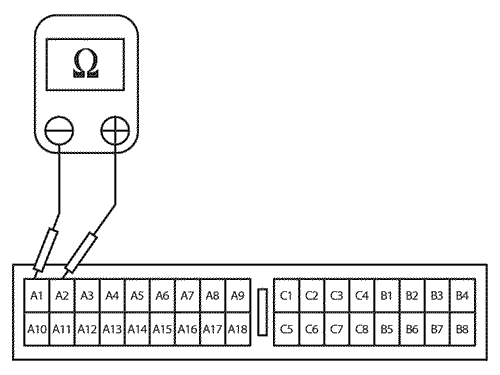 Ω
− +
A1 A2 A3 A4 A5 A6 A7 A8 A9 C1 C2 C3 C4 B1 B2 B3 B4
A10 A11 A12 A13 A14 A15 A16 A17 A18 C5 C6 C7 C8 B5 B6 B7 B8